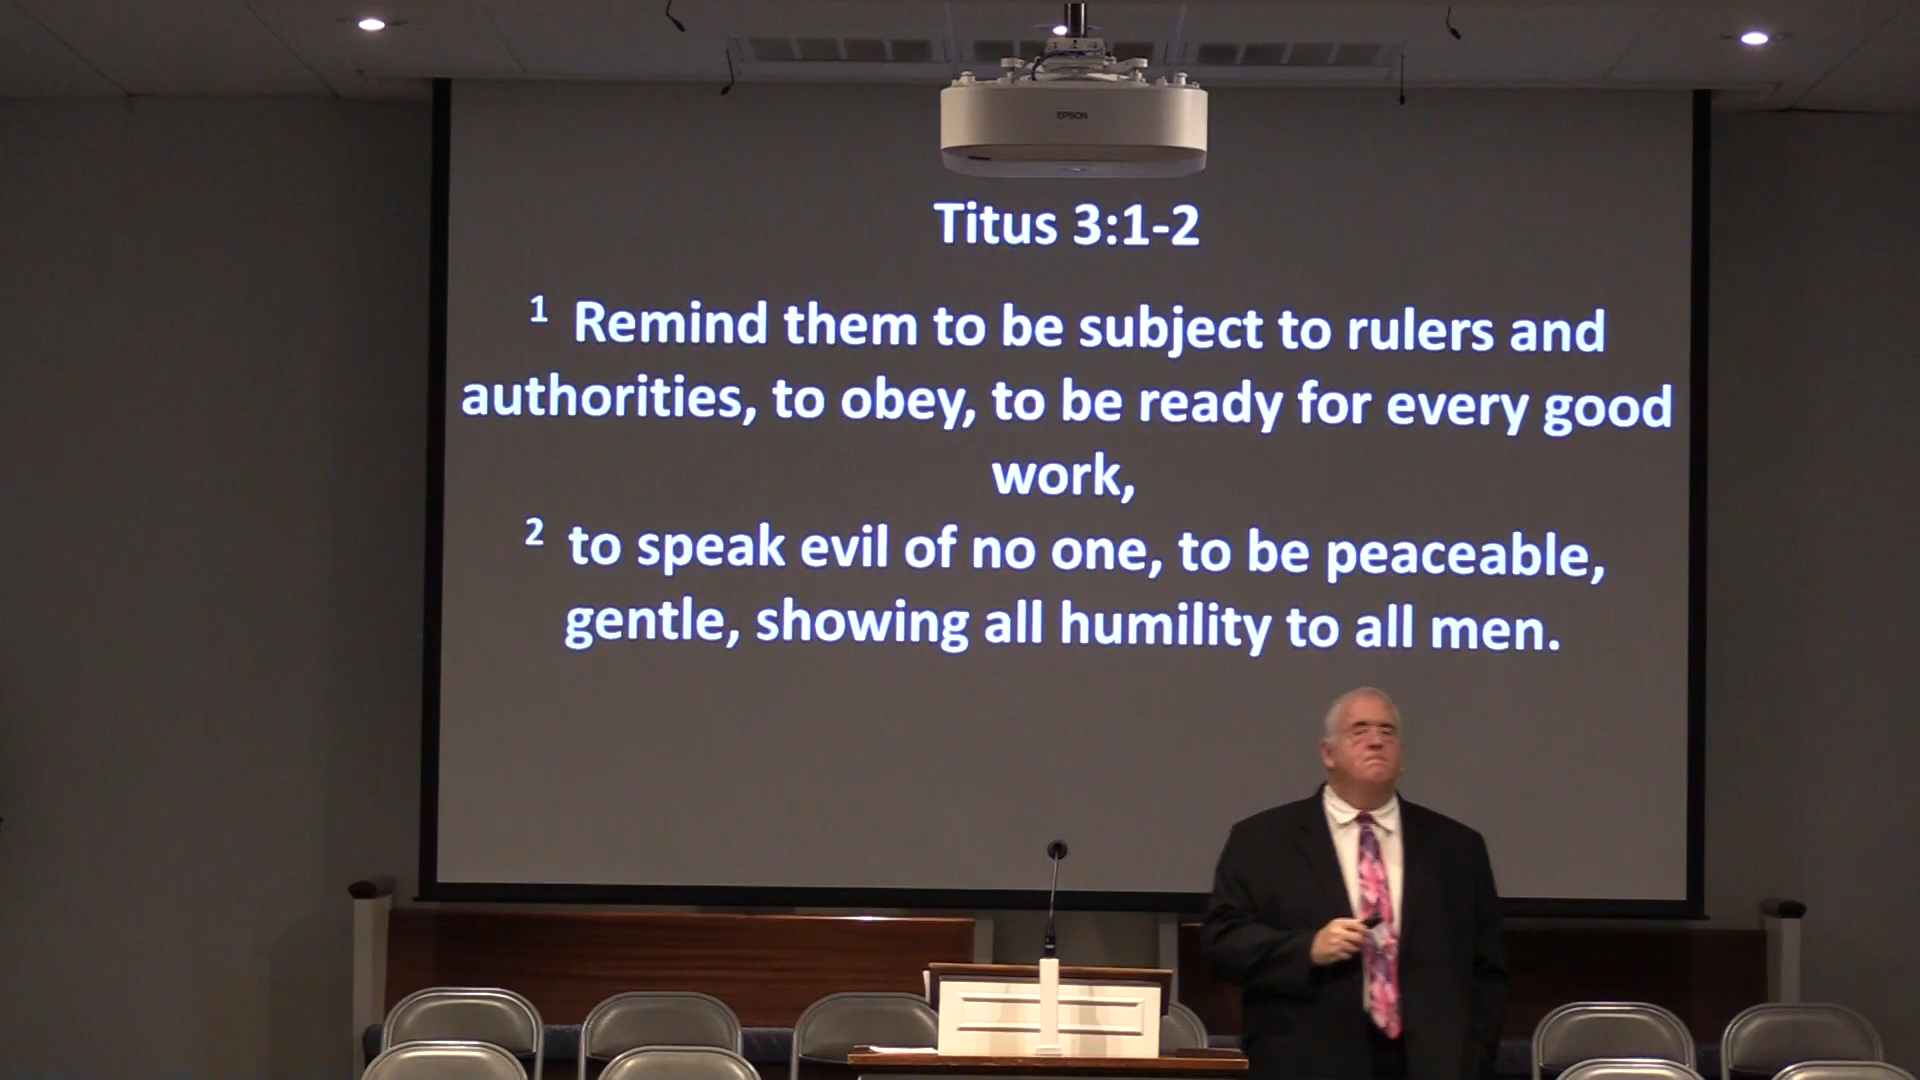 EPSON
Titus 3:1-2
1 Remind them to be subject to rulers and
authorities, to obey, to be ready for every good
work,
2 to speak evil of no one, to be peaceable,
gentle, showing all humility to all men.